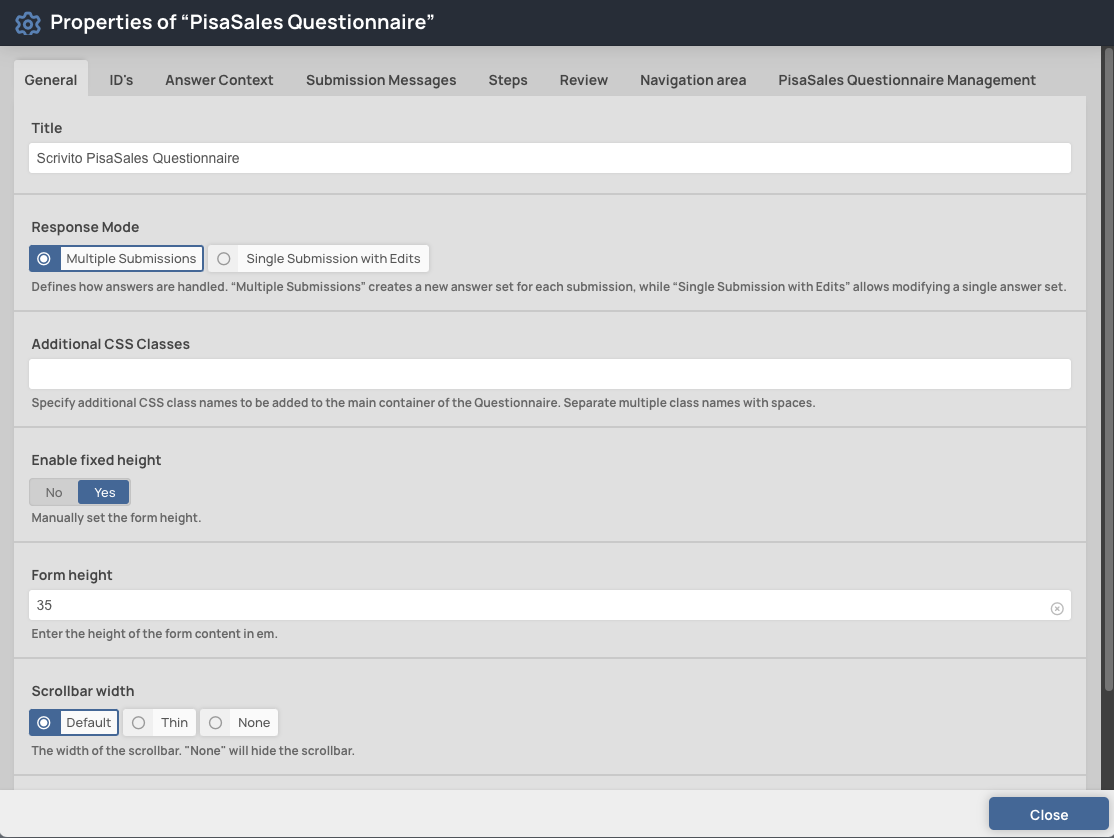 Properties of “PisaSales Questionnaire”
General ID's Answer Context Submission Messages Steps Review Navigation area PisaSales Questionnaire Management
Title
Scrivito PisaSales Questionnaire
Response Mode
Multiple Submissions Single Submission with Edits
Defines how answers are handled. “Multiple Submissions” creates a new answer set for each submission, while “Single Submission with Edits” allows modifying a single answer set.
Additional CSS Classes
Specify additional CSS class names to be added to the main container of the Questionnaire. Separate multiple class names with spaces.
Enable fixed height
No Yes
Manually set the form height.
Form height
35
Enter the height of the form content in em.
Scrollbar width
Default Thin None
The width of the scrollbar. "None" will hide the scrollbar.
Close